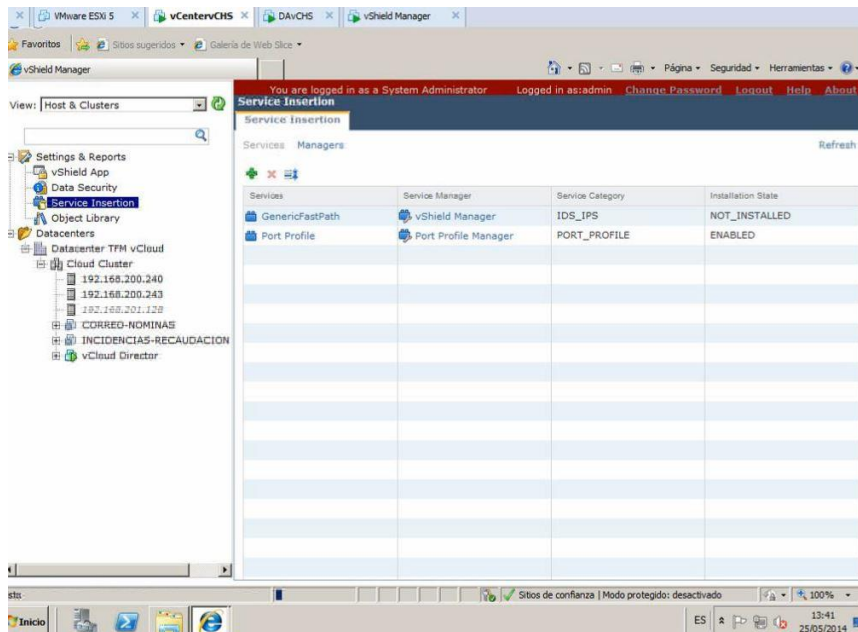 VMware ESXi 5
vCentervCHS
DAvCHS
vShield Manager
Favoritos
Sitios sugeridos
Galería de Web Slice
vShield Manager
Página
Seguridad
Herramientas
You are logged in as a System Administrator
Logged in as:admin
Change Password
Logout
Help
About
View:
Host & Clusters
Service Insertion
Service Insertion
Services
Managers
Refresh
Settings & Reports
vShield App
Data Security
Service Insertion
Object Library
Datacenters
Datacenter TFM vCloud
Cloud Cluster
192.168.200.240
192.168.200.243
192.168.201.128
CORREO-NOMINAS
INCIDENCIAS-RECAUDACION
vCloud Director
Services
Service Manager
Service Category
Installation State
GenericFastPath
vShield Manager
IDS_IPS
NOT_INSTALLED
Port Profile
Port Profile Manager
PORT_PROFILE
ENABLED
sts
Sitios de confianza | Modo protegido: desactivado
100%
Inicio
ES
13:41
25/05/2014